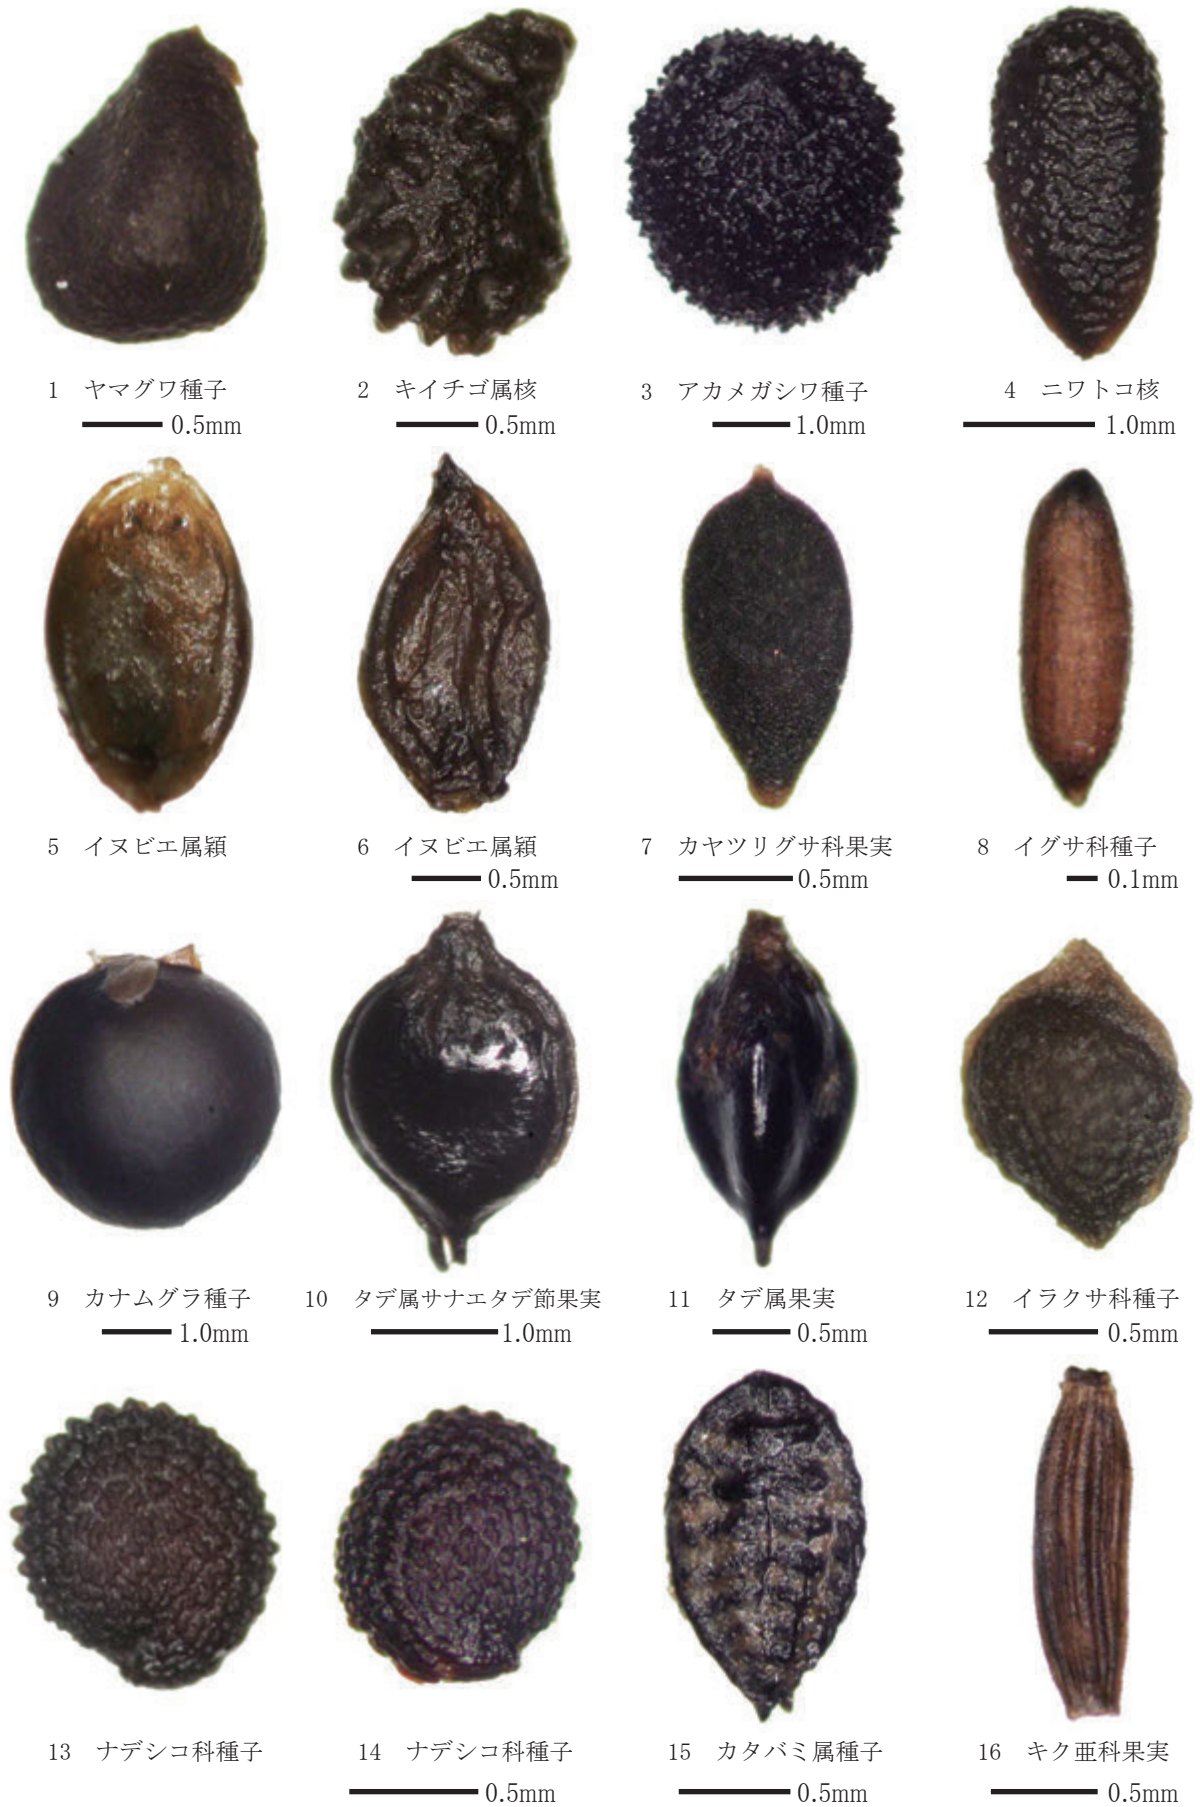 1 ヤマグワ種子
2 キイチゴ属核
3 アカメガシワ種子
4 ニワトコ核
0.5mm
0.5mm
1.0mm
1.0mm
5 イヌビエ属穎
6 イヌビエ属穎
7 カヤツリグサ科果実
8 イグサ科種子
0.5mm
0.5mm
0.1mm
9 カナムグラ種子
10 タデ属サナエタデ節果実
11 タデ属果実
12 イラクサ科種子
1.0mm
1.0mm
0.5mm
0.5mm
13 ナデシコ科種子
14 ナデシコ科種子
15 カタバミ属種子
16 キク亜科果実
0.5mm
0.5mm
0.5mm